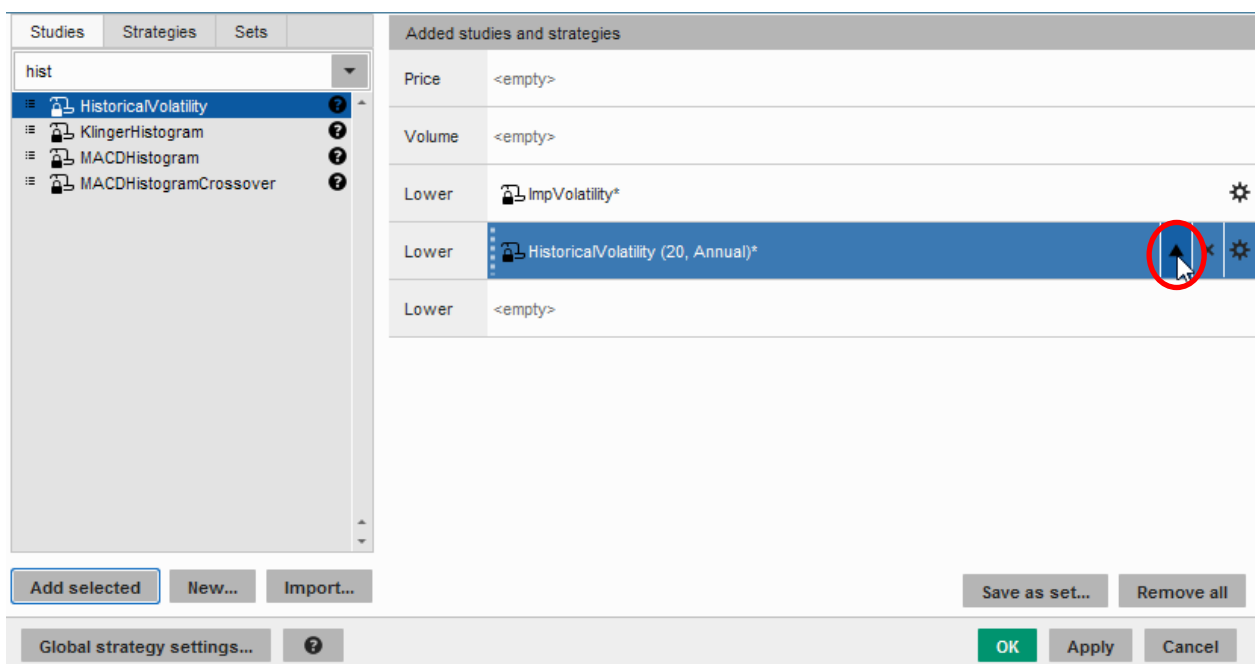 Studies Strategies Sets
hist
HistoricalVolatility
KlingerHistogram
MACDHistogram
MACDHistogramCrossover
Add selected New... Import...
Added studies and strategies
Price <empty>
Volume <empty>
Lower ImpVolatility*
Lower HistoricalVolatility (20, Annual)*
Lower <empty>
Save as set... Remove all
Global strategy settings... OK Apply Cancel